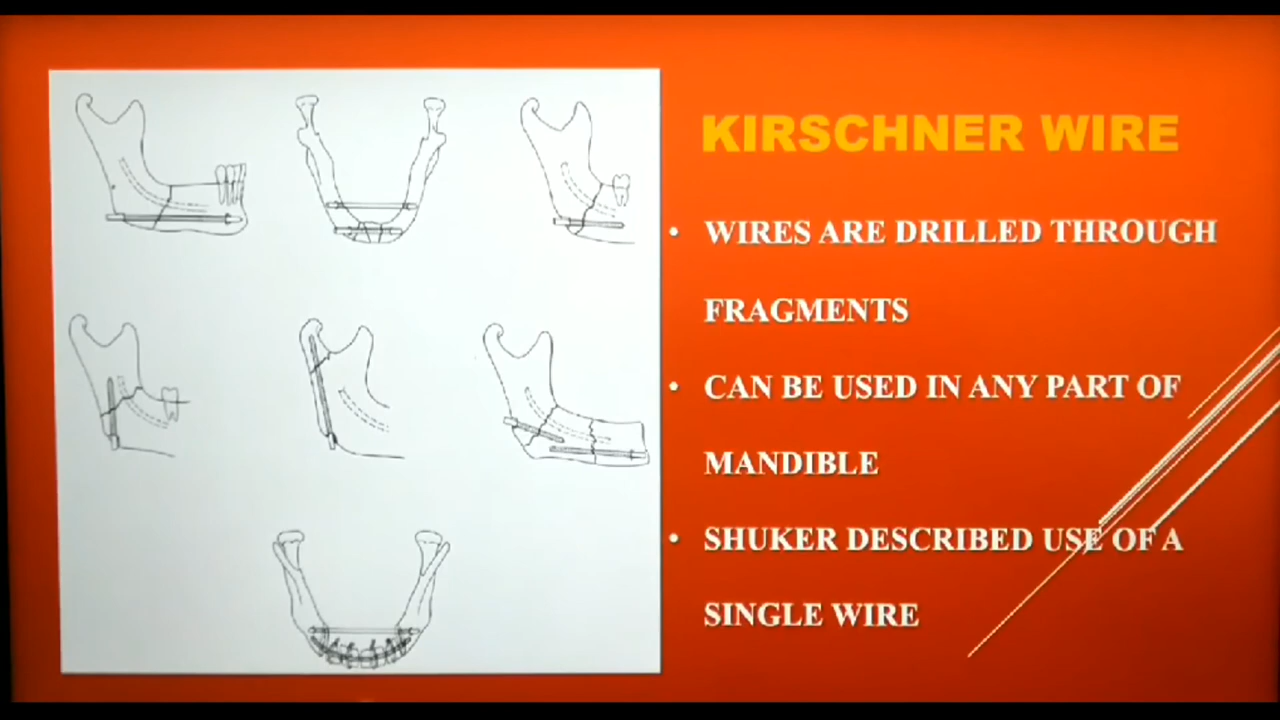 KIRSCHNER WIRE
• WIRES ARE DRILLED THROUGH
FRAGMENTS
• CAN BE USED IN ANY PART OF
MANDIBLE
• SHUKER DESCRIBED USE OF A
SINGLE WIRE